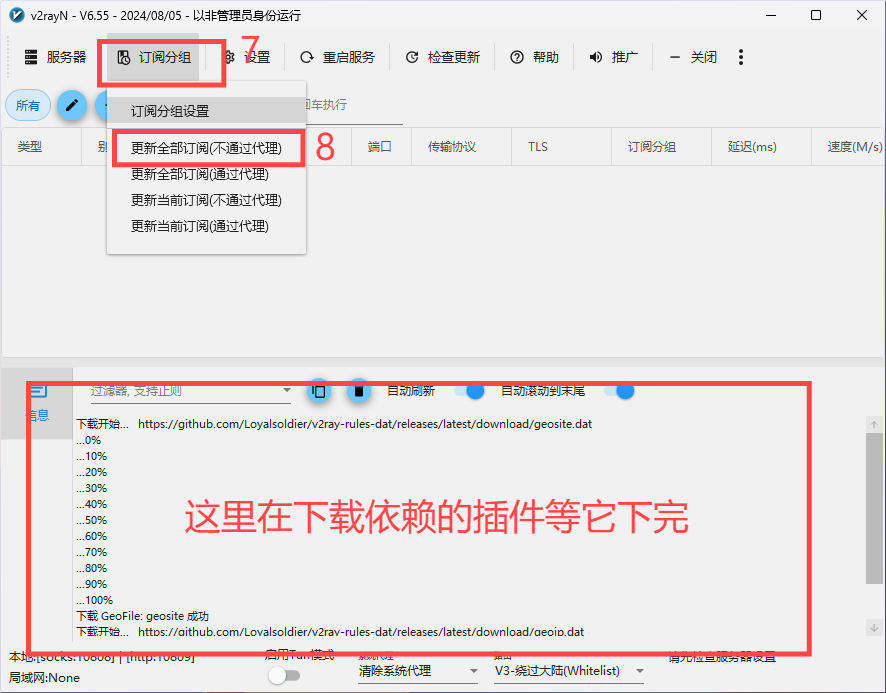 v2rayN - V6.55 - 2024/08/05 - 以非管理员身份运行
服务器 订阅分组 设置 重启服务 检查更新 帮助 推广 关闭
7
所有 订阅分组设置 回车执行
更新全部订阅(不通过代理) 8
更新全部订阅(通过代理)
更新当前订阅(不通过代理)
更新当前订阅(通过代理)
类型 别 端口 传输协议 TLS 订阅分组 延迟(ms) 速度(M/s)
信息
过滤器, 支持正则 自动刷新 自动滚动到末尾
下载开始... https://github.com/Loyalsoldier/v2ray-rules-dat/releases/latest/download/geosite.dat
...0%
...10%
...20%
...30%
...40%
...50%
...60%
...70%
...80%
...90%
...100%
这里在下载依赖的插件等它下完
下载 GeoFile: geosite 成功
下载开始... https://github.com/Loyalsoldier/v2ray-rules-dat/releases/latest/download/geoip.dat
本地:[socks:10808] | [http:10809] 启用Tun模式 系统代理 路由 请先检查服务器设置
局域网:None 清除系统代理 V3-绕过大陆(Whitelist)